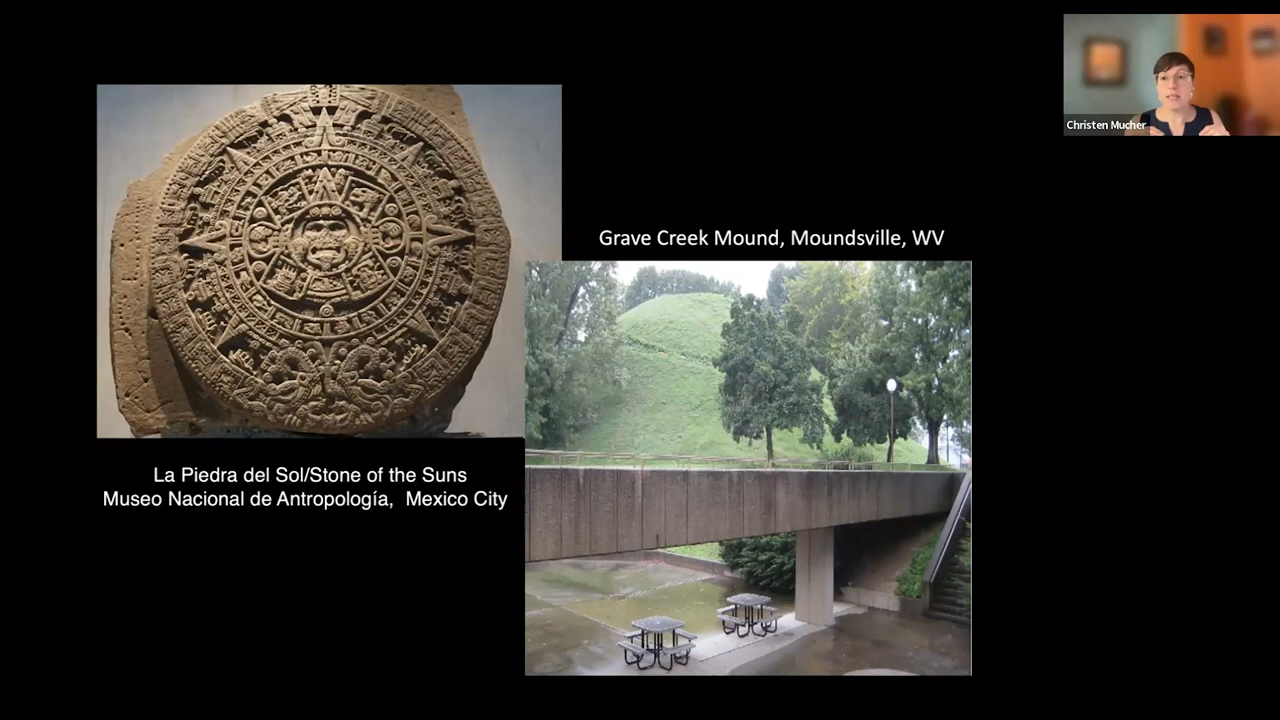 Christen Mucher
Grave Creek Mound, Moundsville, WV
La Piedra del Sol/Stone of the Suns
Museo Nacional de Antropología, Mexico City